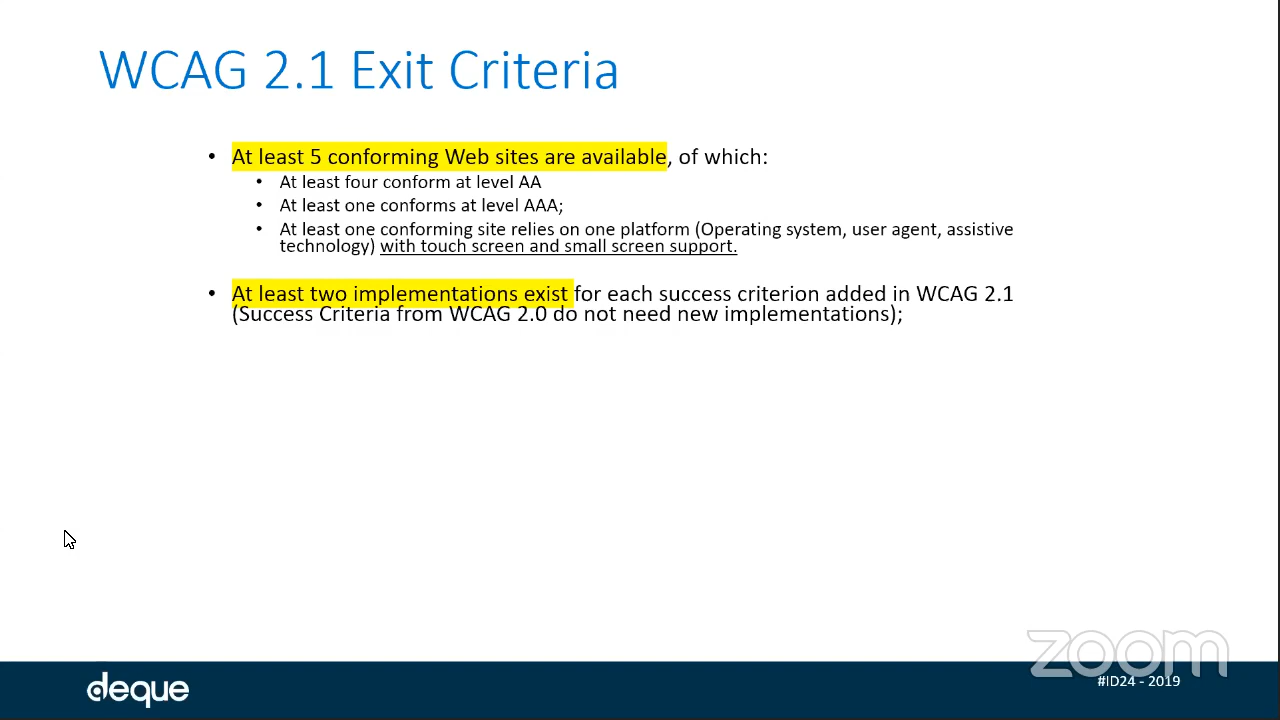 WCAG 2.1 Exit Criteria
• At least 5 conforming Web sites are available, of which:
• At least four conform at level AA
• At least one conforms at level AAA;
• At least one conforming site relies on one platform (Operating system, user agent, assistive
technology) with touch screen and small screen support.
• At least two implementations exist for each success criterion added in WCAG 2.1
(Success Criteria from WCAG 2.0 do not need new implementations);
zoom
deque
#ID24 - 2019